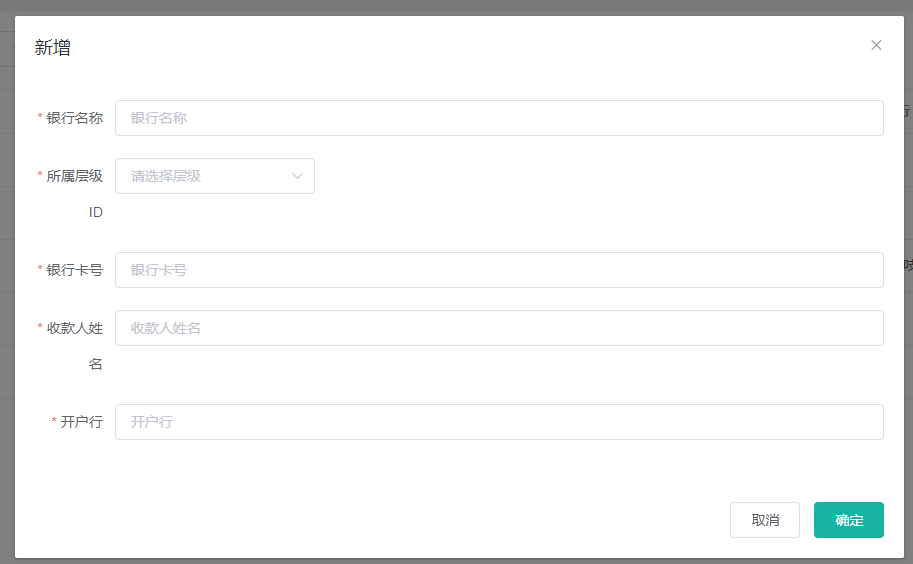 新增
* 银行名称
银行名称
* 所属层级
ID
请选择层级
* 银行卡号
银行卡号
* 收款人姓
名
收款人姓名
* 开户行
开户行
取消
确定